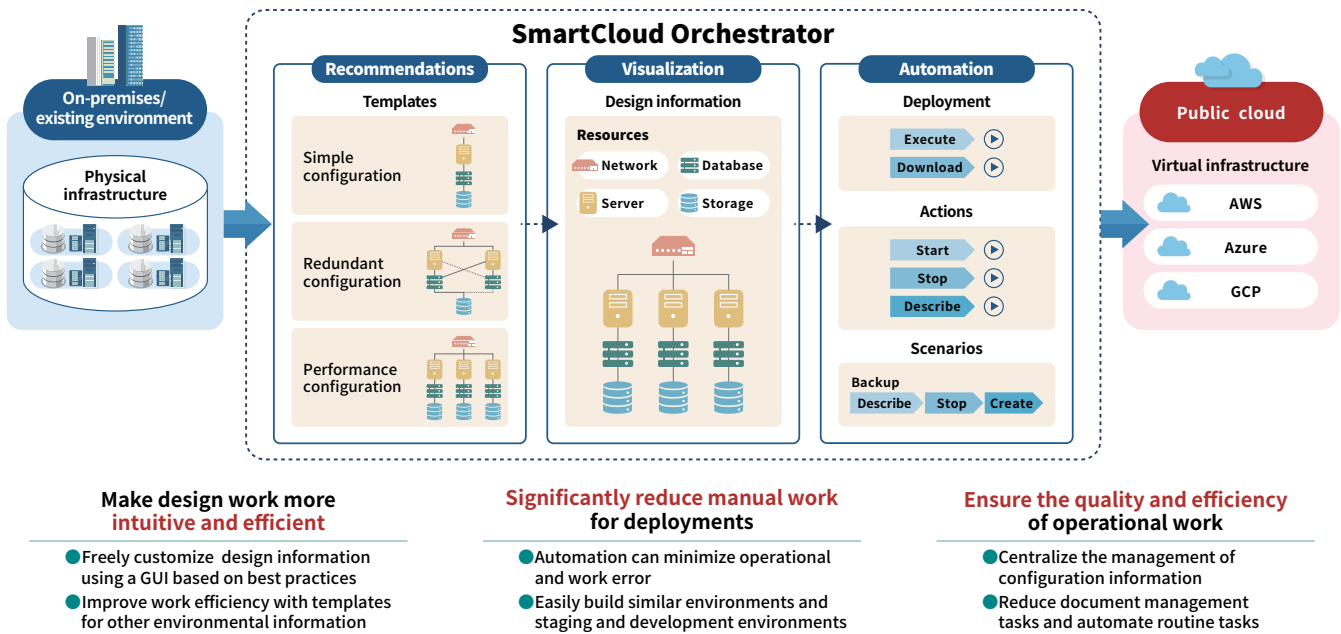 SmartCloud Orchestrator
On-premises/
existing environment
Physical
infrastructure
Recommendations
Templates
Simple
configuration
Redundant
configuration
Performance
configuration
Visualization
Design information
Resources
Network
Database
Server
Storage
Automation
Deployment
Execute
Download
Actions
Start
Stop
Describe
Scenarios
Backup
Describe
Stop
Create
Public cloud
Virtual infrastructure
AWS
Azure
GCP
Make design work more
intuitive and efficient
●Freely customize design information
using a GUI based on best practices
●Improve work efficiency with templates
for other environmental information
Significantly reduce manual work
for deployments
●Automation can minimize operational
and work error
●Easily build similar environments and
staging and development environments
Ensure the quality and efficiency
of operational work
●Centralize the management of
configuration information
●Reduce document management
tasks and automate routine tasks